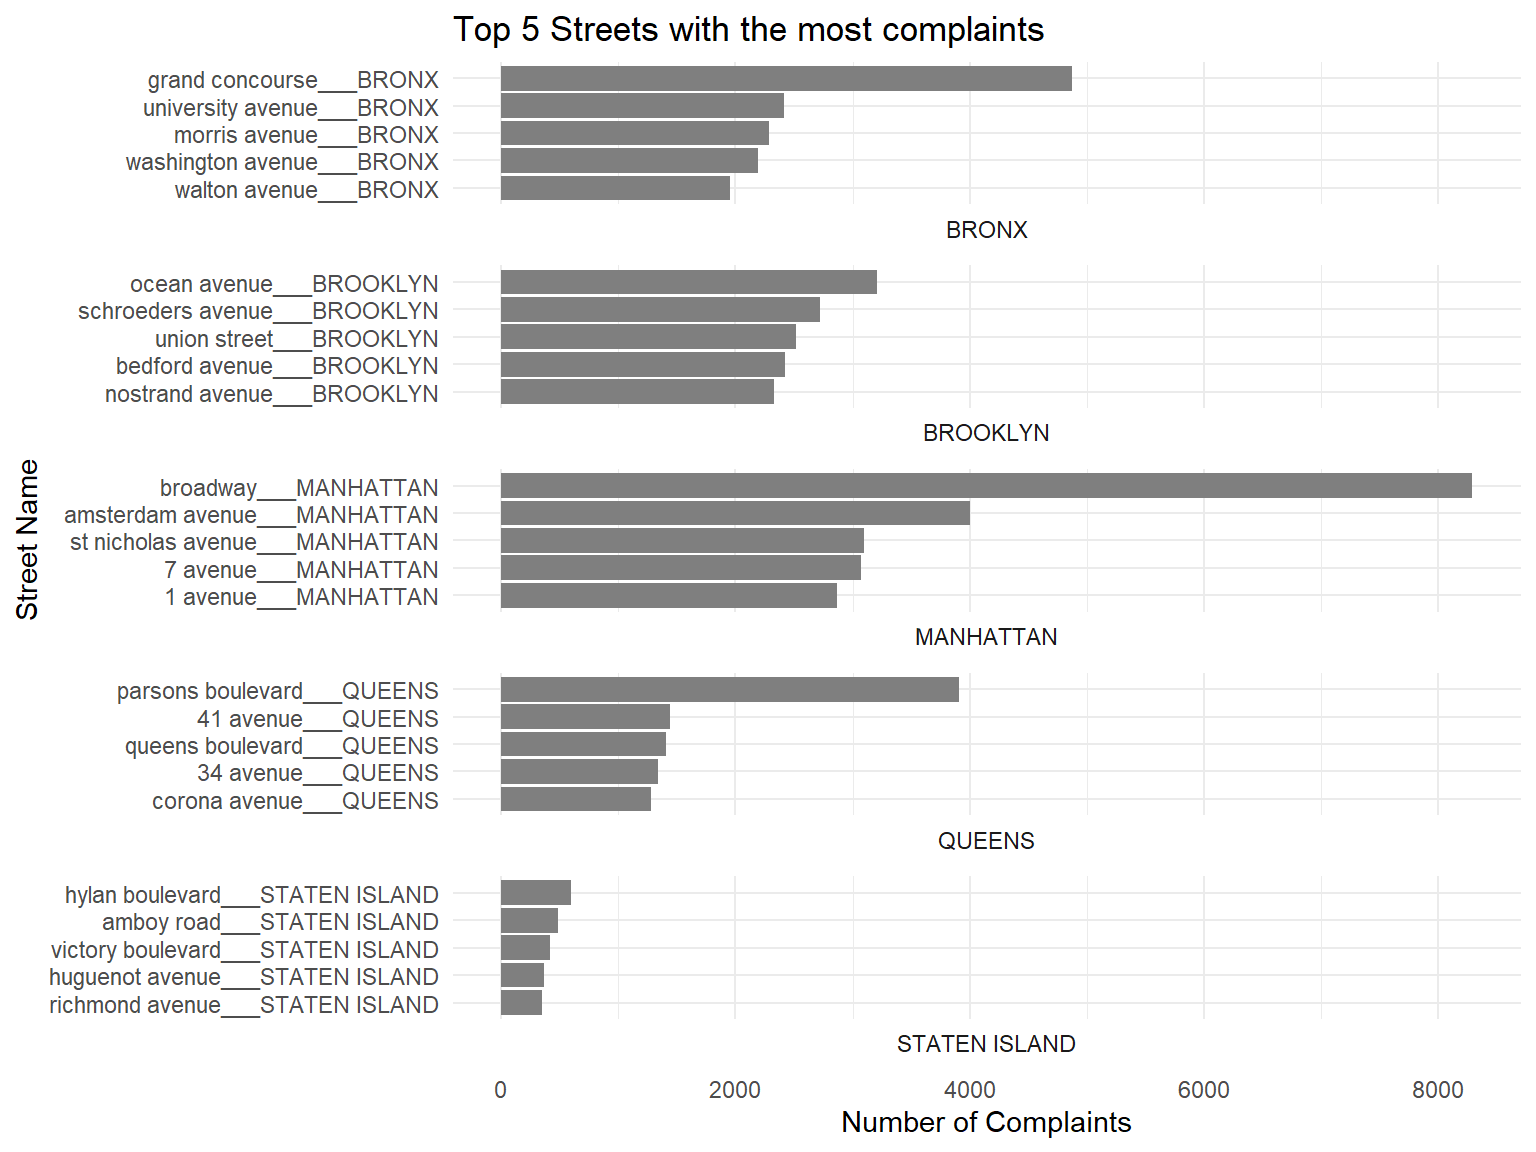 Top 5 Streets with the most complaints
grand concourse___BRONX
university avenue___BRONX
morris avenue___BRONX
washington avenue___BRONX
walton avenue___BRONX
BRONX
ocean avenue___BROOKLYN
schroeders avenue___BROOKLYN
union street___BROOKLYN
bedford avenue___BROOKLYN
nostrand avenue___BROOKLYN
BROOKLYN
Street Name
broadway___MANHATTAN
amsterdam avenue___MANHATTAN
st nicholas avenue___MANHATTAN
7 avenue___MANHATTAN
1 avenue___MANHATTAN
MANHATTAN
parsons boulevard___QUEENS
41 avenue___QUEENS
queens boulevard___QUEENS
34 avenue___QUEENS
corona avenue___QUEENS
QUEENS
hylan boulevard___STATEN ISLAND
amboy road___STATEN ISLAND
victory boulevard___STATEN ISLAND
huguenot avenue___STATEN ISLAND
richmond avenue___STATEN ISLAND
STATEN ISLAND
0 2000 4000 6000 8000
Number of Complaints